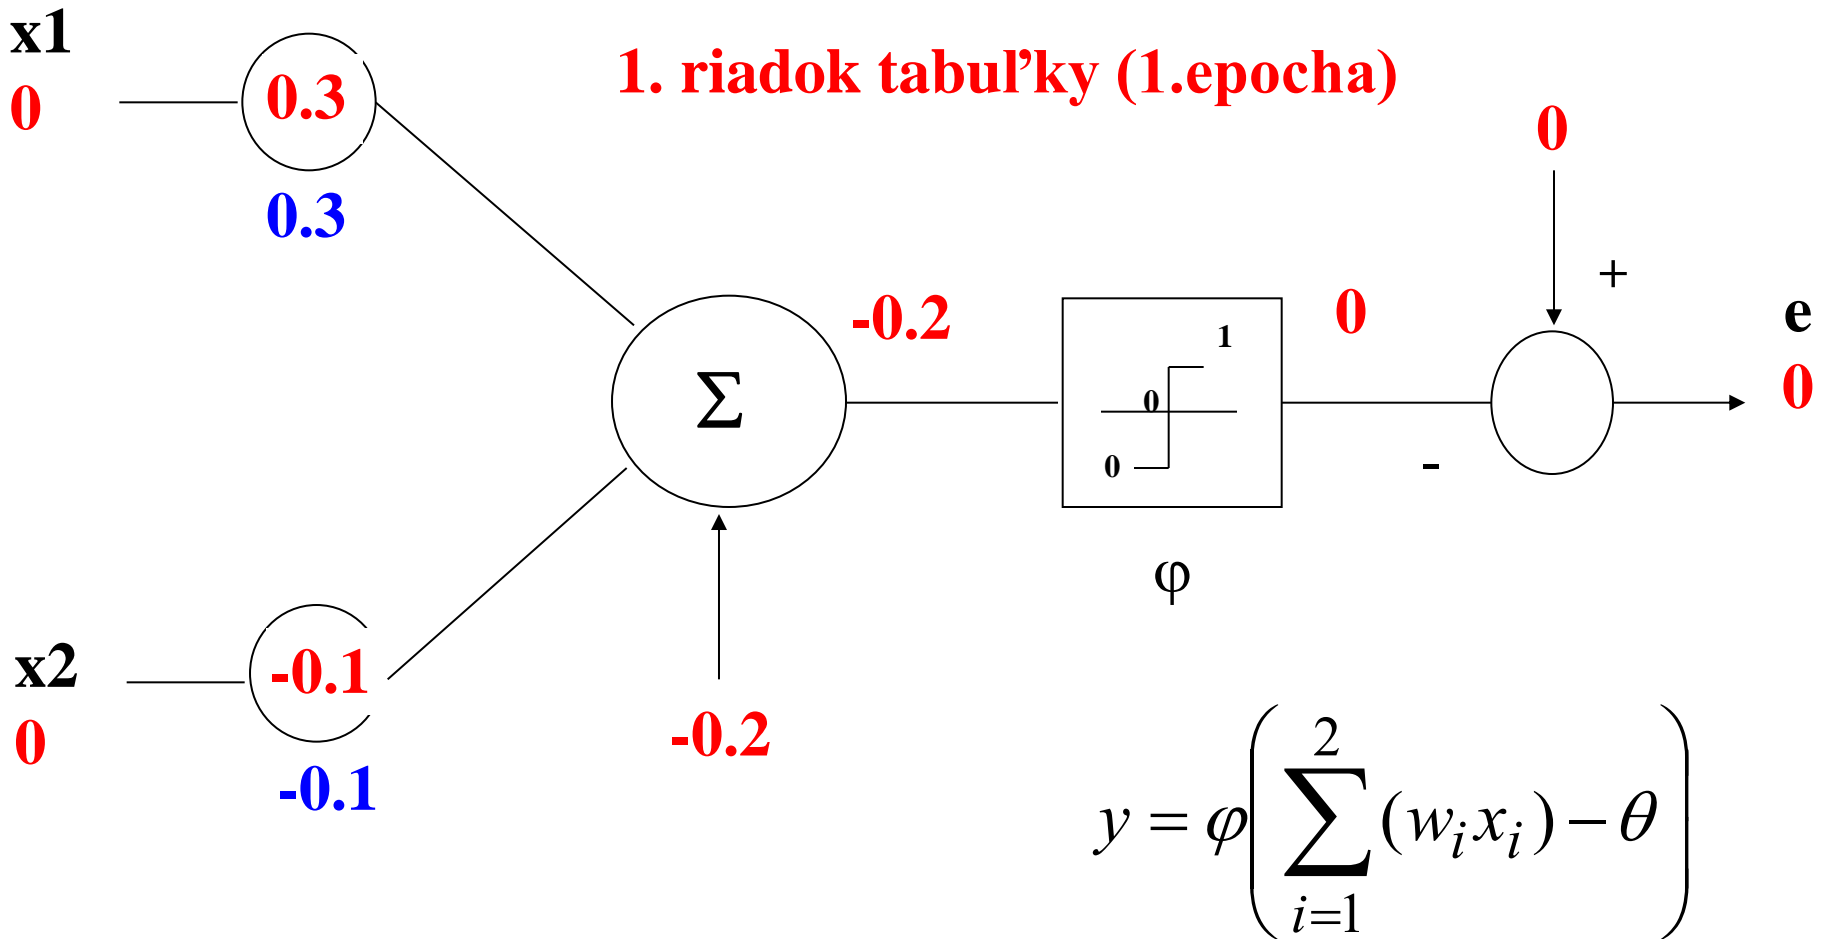 x1
0
0.3
0.3
1. riadok tabuľky (1.epocha)
0
+
e
0
-0.2
0
1
0
0
Σ
-
φ
x2
0
-0.1
-0.1
-0.2
y = φ( 2 ∑ i=1 (w_i x_i) − θ )